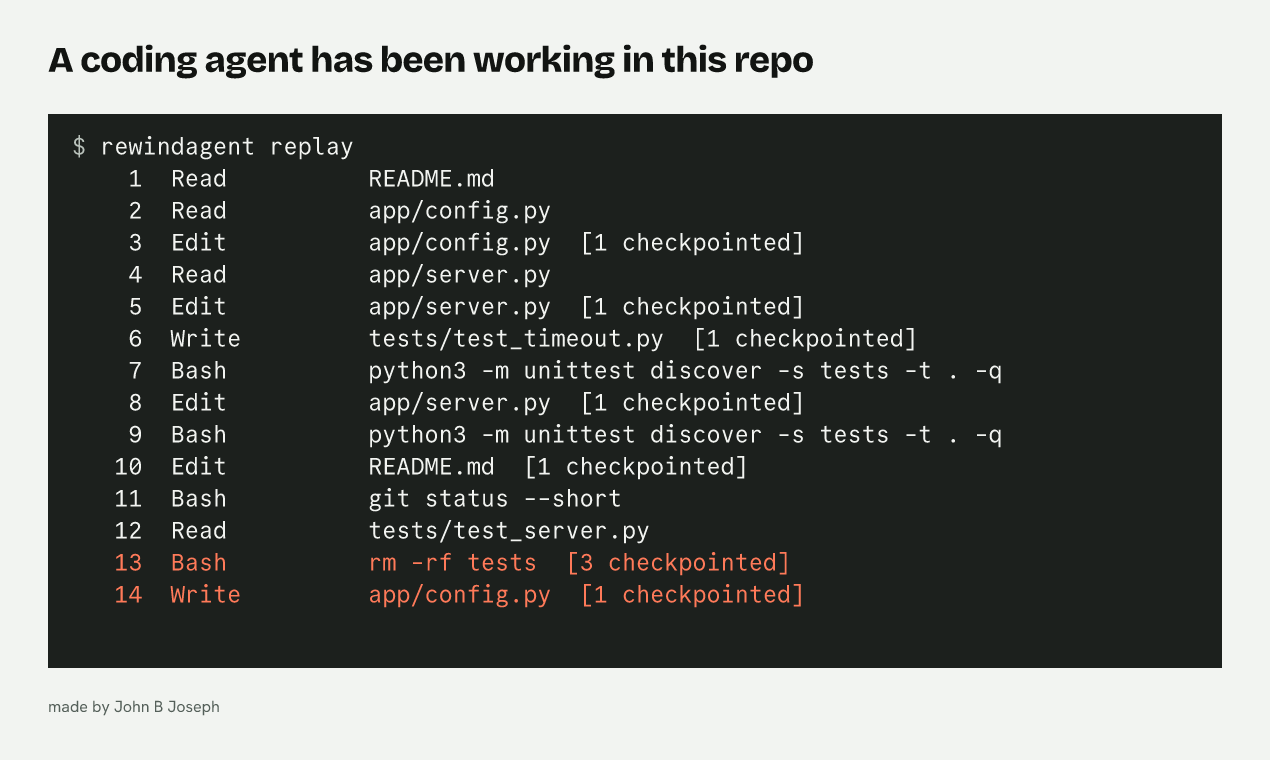 A coding agent has been working in this repo
$ rewindagent replay
1 Read README.md
2 Read app/config.py
3 Edit app/config.py [1 checkpointed]
4 Read app/server.py
5 Edit app/server.py [1 checkpointed]
6 Write tests/test_timeout.py [1 checkpointed]
7 Bash python3 -m unittest discover -s tests -t . -q
8 Edit app/server.py [1 checkpointed]
9 Bash python3 -m unittest discover -s tests -t . -q
10 Edit README.md [1 checkpointed]
11 Bash git status --short
12 Read tests/test_server.py
13 Bash rm -rf tests [3 checkpointed]
14 Write app/config.py [1 checkpointed]
made by John B Joseph